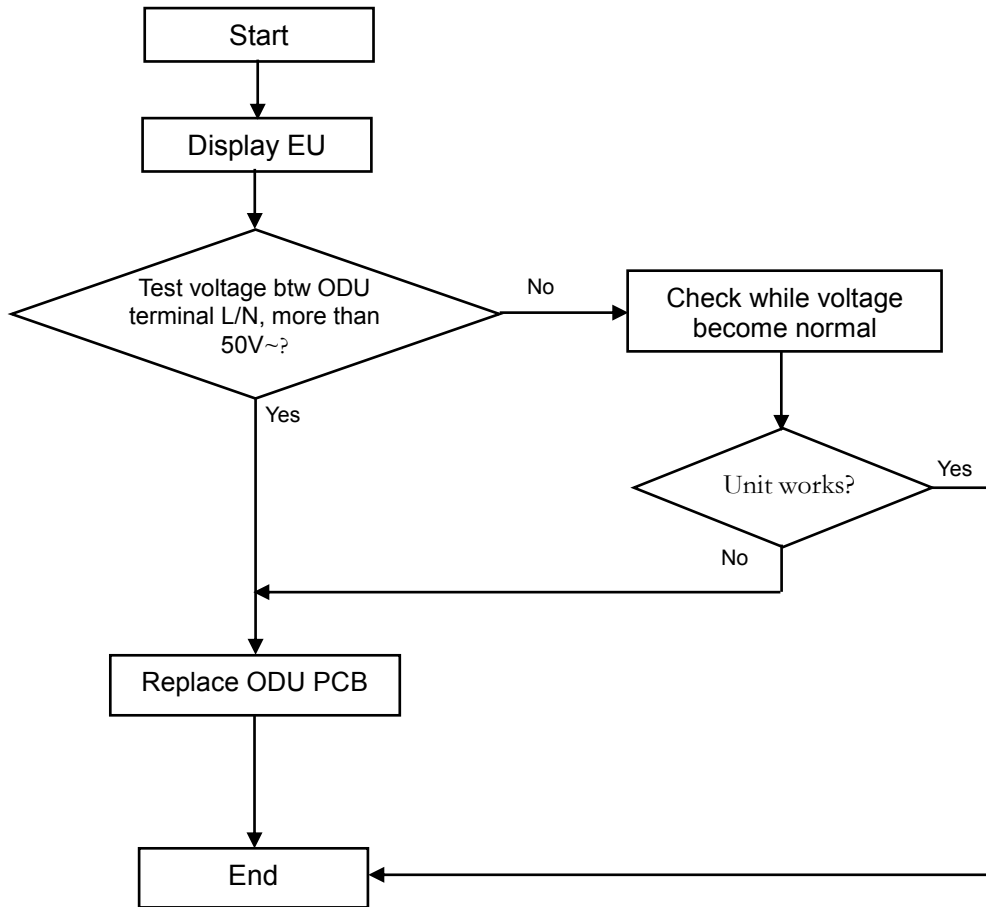 Start
Display EU
Test voltage btw ODU
terminal L/N, more than
50V~?
No
Check while voltage
become normal
Yes
Unit works?
Yes
No
Replace ODU PCB
End